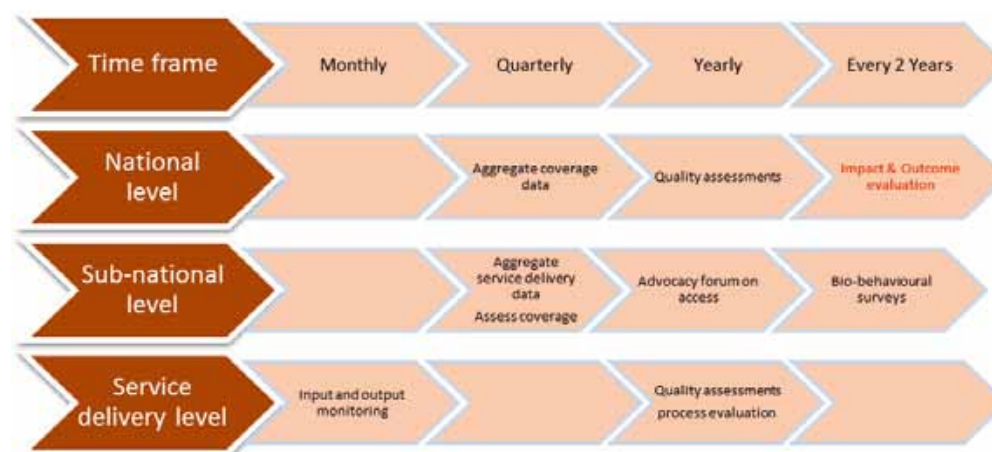 Time frame
Monthly
Quarterly
Yearly
Every 2 Years
National
level
Aggregate coverage
data
Quality assessments
Impact & Outcome
evaluation
Sub-national
level
Aggregate
service delivery
data
Assess coverage
Advocacy forum on
access
Bio-behavioural
surveys
Service
delivery level
Input and output
monitoring
Quality assessments
process evaluation